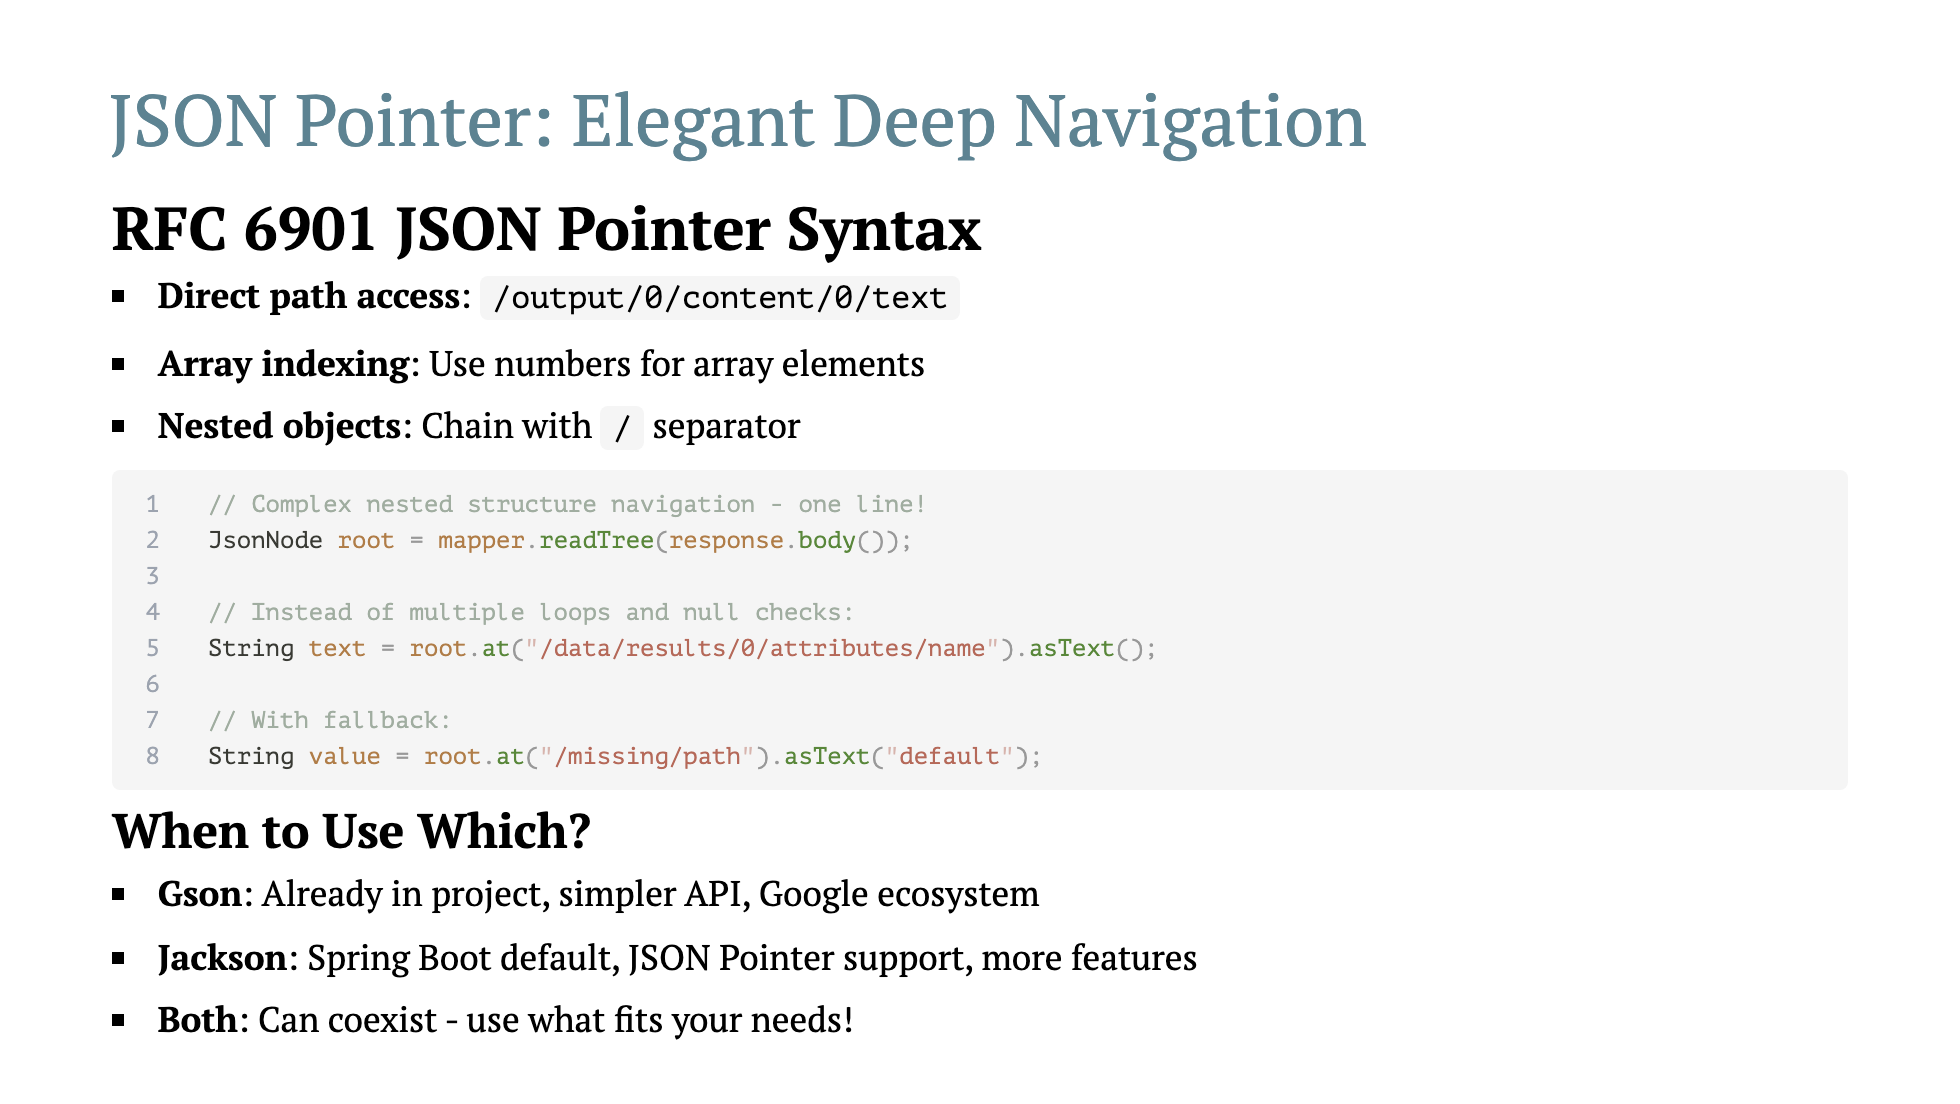 JSON Pointer: Elegant Deep Navigation
RFC 6901 JSON Pointer Syntax
▪ Direct path access: /output/0/content/0/text
▪ Array indexing: Use numbers for array elements
▪ Nested objects: Chain with / separator
1 // Complex nested structure navigation - one line!
2 JsonNode root = mapper.readTree(response.body());
3
4 // Instead of multiple loops and null checks:
5 String text = root.at("/data/results/0/attributes/name").asText();
6
7 // With fallback:
8 String value = root.at("/missing/path").asText("default");
When to Use Which?
▪ Gson: Already in project, simpler API, Google ecosystem
▪ Jackson: Spring Boot default, JSON Pointer support, more features
▪ Both: Can coexist - use what fits your needs!